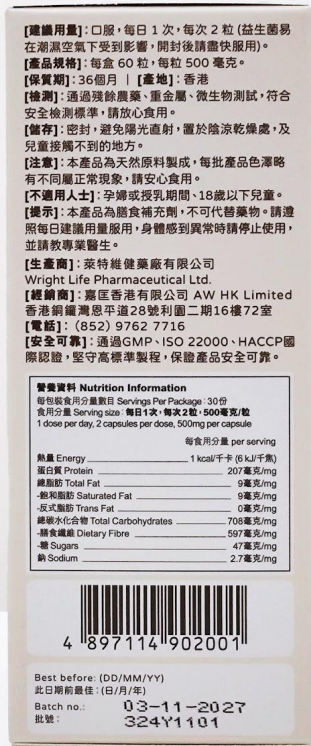 [建議用量]：口服，每日1次，每次2粒(益生菌易
在潮濕空氣下受到影響，開封後請盡快服用)。
[產品規格]：每盒60粒，每粒500毫克。
[保質期]：36個月 | [產地]：香港
[檢測]：通過殘餘農藥、重金屬、微生物測試，符合
安全檢測標準，請放心食用。
[儲存]：密封，避免陽光直射，置於陰涼乾燥處，及
兒童接觸不到的地方。
[注意]：本產品為天然原料製成，每批產品色澤略
有不同屬正常現象，請安心食用。
[不適用人士]：孕婦或授乳期間、18歲以下兒童。
[提示]：本產品為膳食補充劑，不可代替藥物。請遵
照每日建議用量服用，身體感到異常時請停止使用，
並請教專業醫生。
[生產商]：萊特維健藥廠有限公司
Wright Life Pharmaceutical Ltd.
[經銷商]：嘉匡香港有限公司 AW HK Limited
香港銅鑼灣恩平道28號利園二期16樓72室
[電話]：(852) 9762 7716
[安全可靠]：通過GMP、ISO 22000、HACCP國
際認證，堅守高標準製程，保證產品安全可靠。
營養資料 Nutrition Information
每包裝食用分量數目 Servings Per Package：30份
食用分量 Serving size：每日1次，每次2粒，500毫克/粒
1 dose per day, 2 capsules per dose, 500mg per capsule
每食用分量 per serving
熱量 Energy 1 kcal/千卡 (6 kJ/千焦)
蛋白質 Protein 207毫克/mg
總脂肪 Total Fat 9毫克/mg
-飽和脂肪 Saturated Fat 9毫克/mg
-反式脂肪 Trans Fat 0毫克/mg
總碳水化合物 Total Carbohydrates 708毫克/mg
-膳食纖維 Dietary Fibre 597毫克/mg
-糖 Sugars 47毫克/mg
鈉 Sodium 2.7毫克/mg
4 897114 902001
Best before: (DD/MM/YY)
此日期前最佳：(日/月/年)
Batch no.: 03-11-2027
批號： 324Y1101